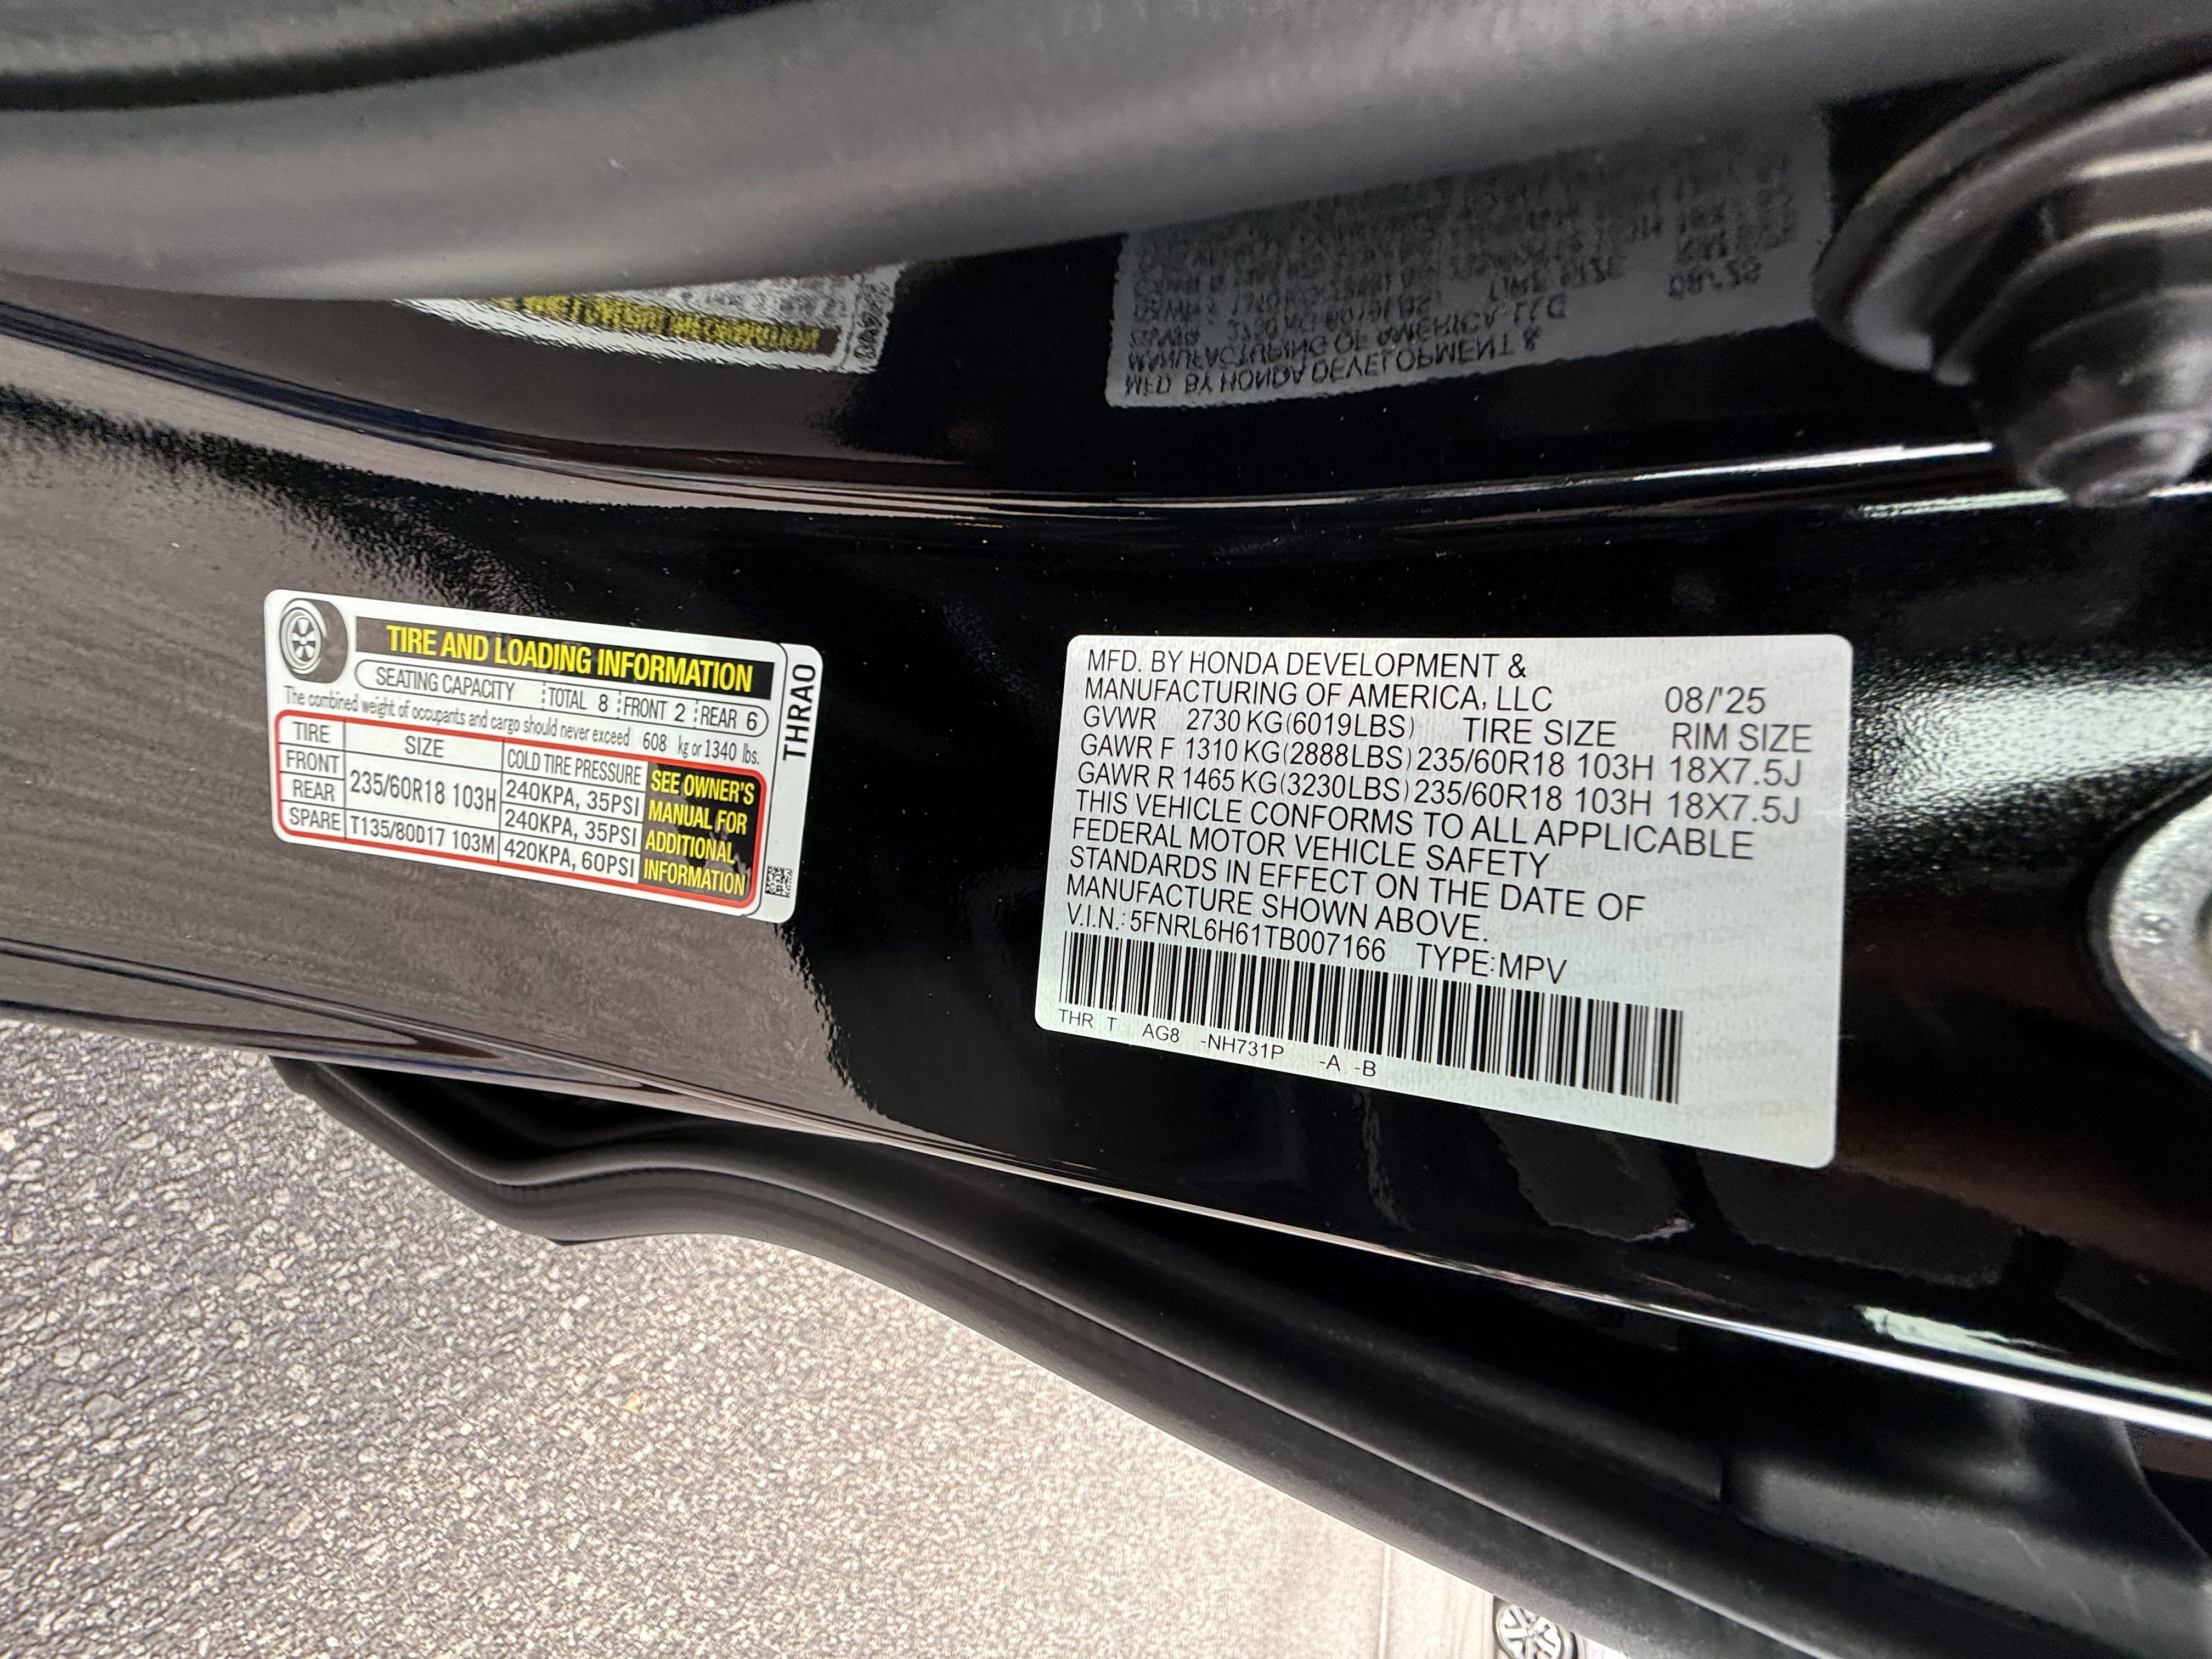 TIRE AND LOADING INFORMATION
SEATING CAPACITY TOTAL 8 FRONT 2 REAR 6
The combined weight of occupants and cargo should never exceed 608 kg or 1340 lbs.
TIRE SIZE COLD TIRE PRESSURE
FRONT 235/60R18 103H 240KPA, 35PSI
REAR 240KPA, 35PSI
SPARE T135/80D17 103M 420KPA, 60PSI
SEE OWNER'S
MANUAL FOR
ADDITIONAL
INFORMATION
THRAO
MFD. BY HONDA DEVELOPMENT &
MANUFACTURING OF AMERICA, LLC 08/'25
GVWR 2730 KG(6019LBS) TIRE SIZE RIM SIZE
GAWR F 1310 KG(2888LBS) 235/60R18 103H 18X7.5J
GAWR R 1465 KG(3230LBS) 235/60R18 103H 18X7.5J
THIS VEHICLE CONFORMS TO ALL APPLICABLE
FEDERAL MOTOR VEHICLE SAFETY
STANDARDS IN EFFECT ON THE DATE OF
MANUFACTURE SHOWN ABOVE.
V.I.N.: 5FNRL6H61TB007166 TYPE:MPV
THR T AG8 -NH731P -A -B